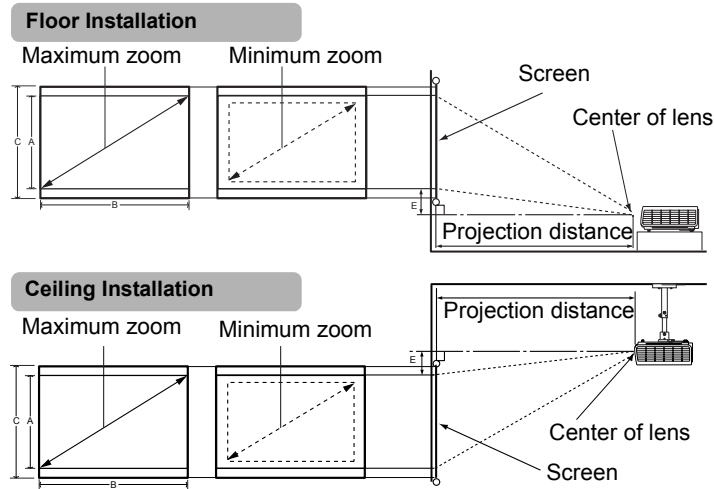 Floor Installation
Maximum zoom
Minimum zoom
Screen
Center of lens
C
A
B
E
Projection distance
Ceiling Installation
Maximum zoom
Minimum zoom
Projection distance
E
C
A
B
Center of lens
Screen